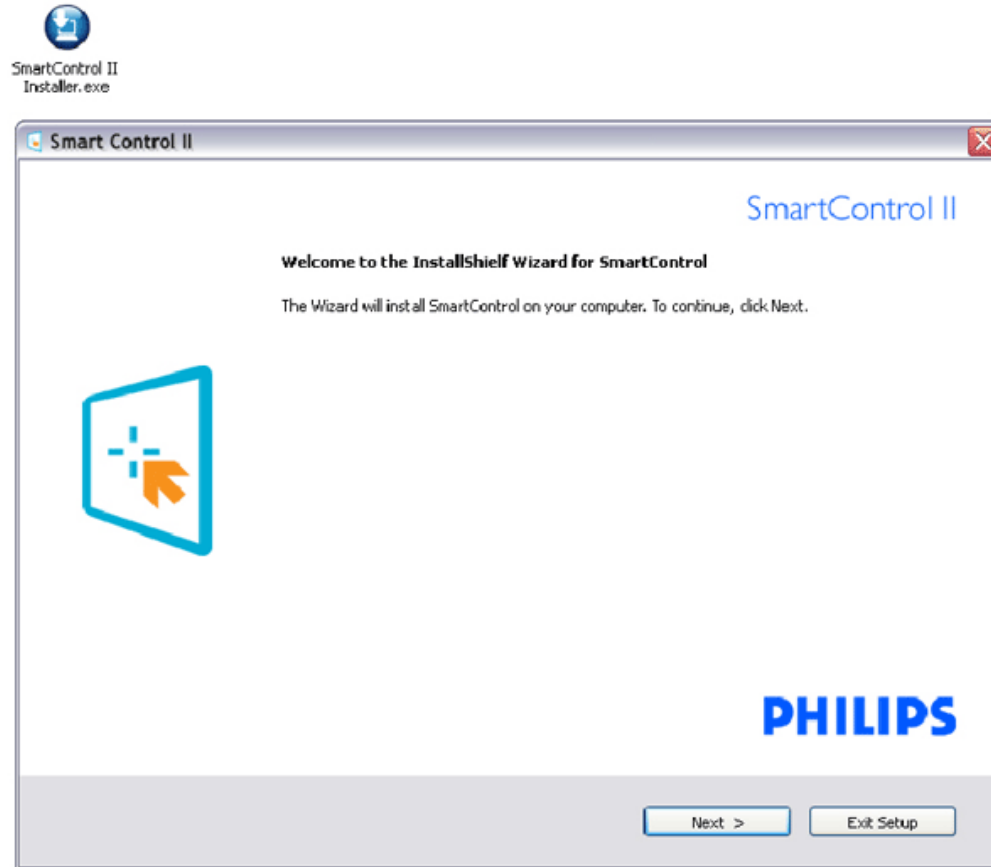 SmartControl II
Installer.exe
Smart Control II
SmartControl II
Welcome to the InstallShielf Wizard for SmartControl
The Wizard will install SmartControl on your computer. To continue, click Next.
PHILIPS
Next >
Exit Setup